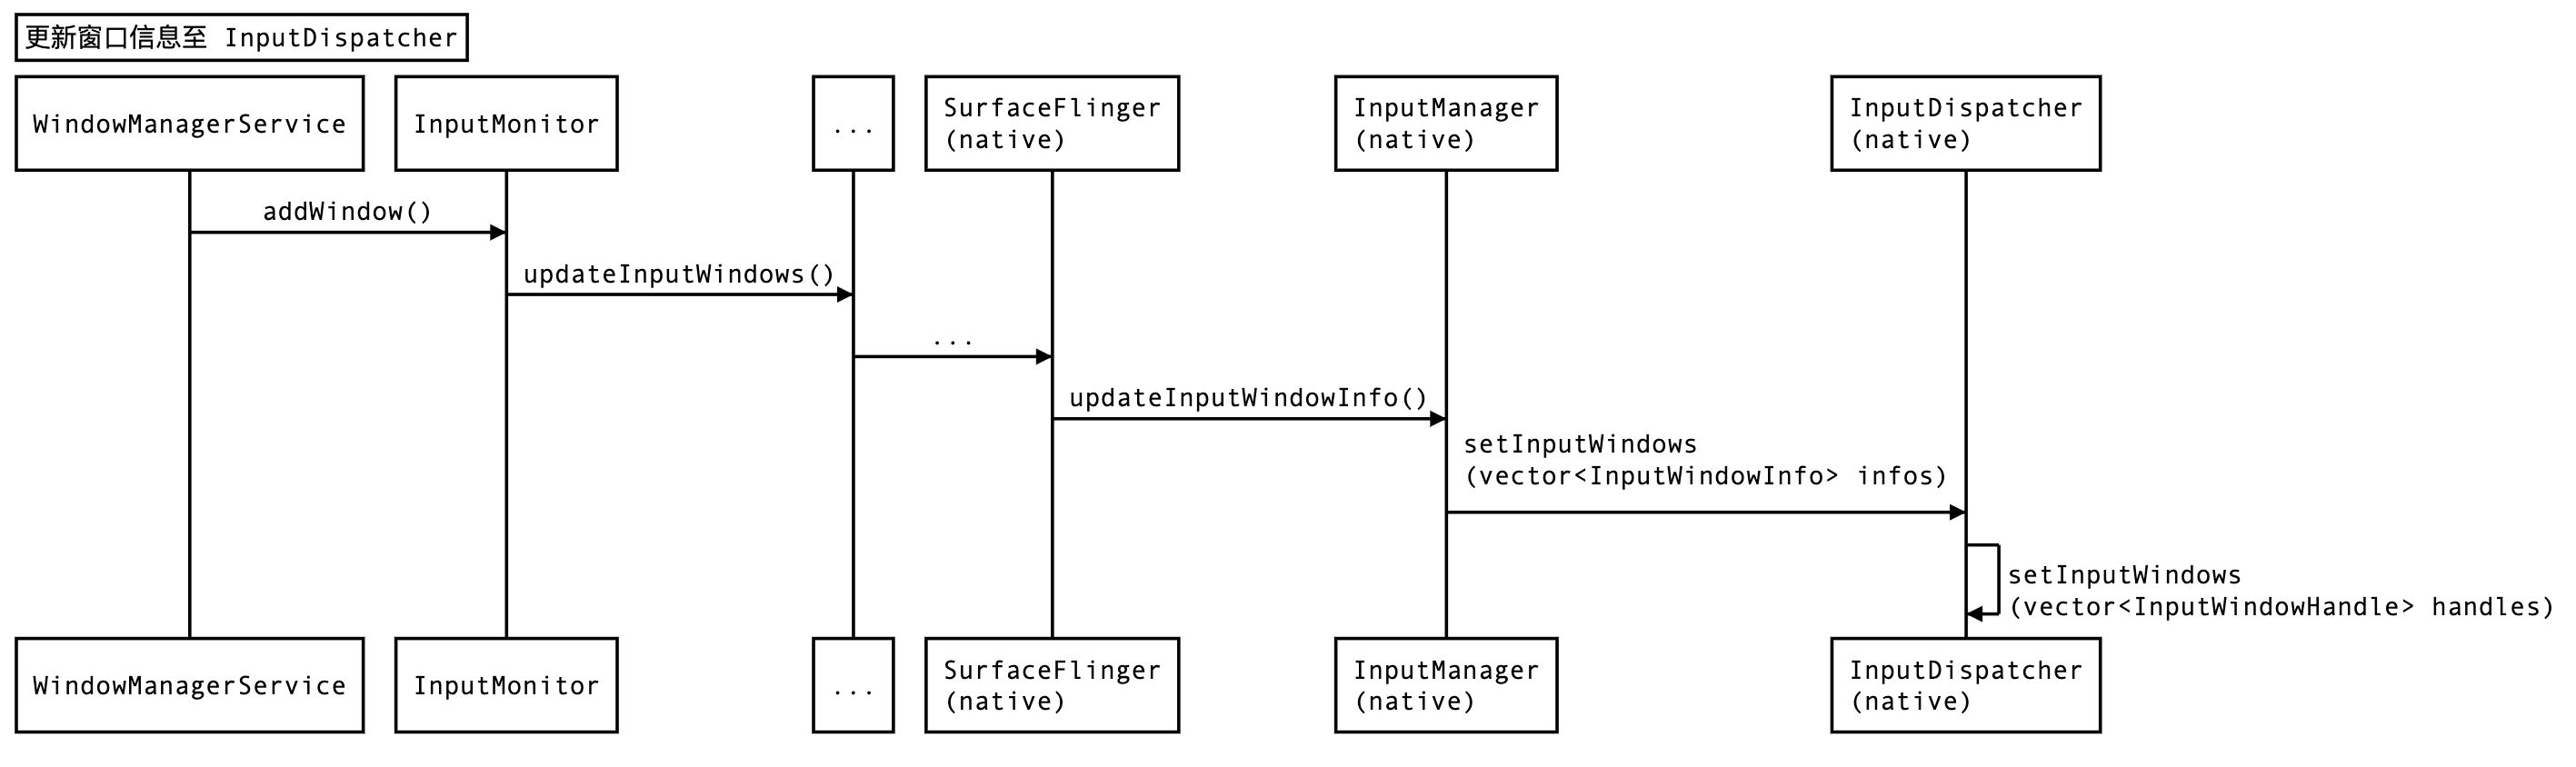 更新窗口信息至 InputDispatcher
WindowManagerService
InputMonitor
...
SurfaceFlinger
(native)
InputManager
(native)
InputDispatcher
(native)
addWindow()
updateInputWindows()
...
updateInputWindowInfo()
setInputWindows
(vector<InputWindowInfo> infos)
setInputWindows
(vector<InputWindowHandle> handles)
WindowManagerService
InputMonitor
...
SurfaceFlinger
(native)
InputManager
(native)
InputDispatcher
(native)